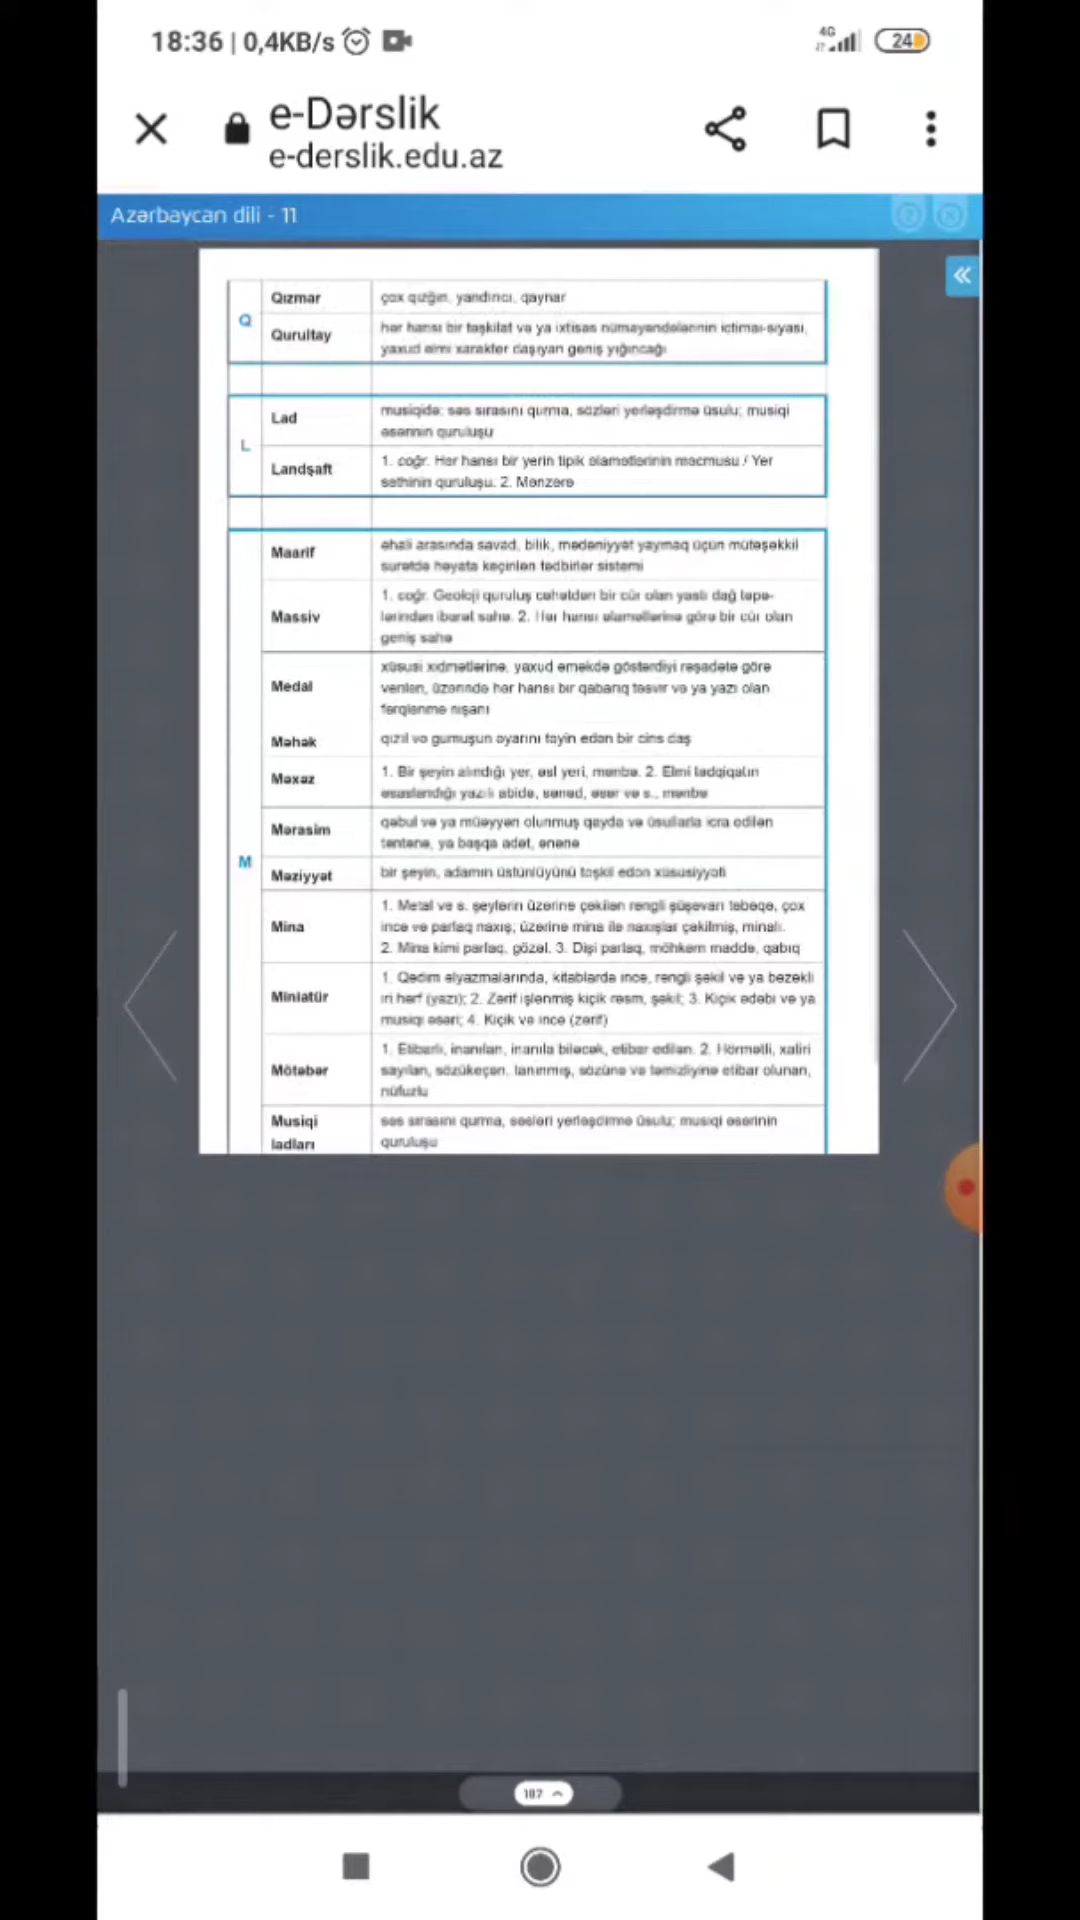 18:36 | 0,4KB/s
4G
24
e-Dərslik
e-derslik.edu.az
Azərbaycan dili - 11
Q
Qızmar
çox qızğın, yandırıcı, qaynar
Qurultay
hər hansı bir təşkilat və ya ixtisas nümayəndələrinin ictimai-siyasi,
yaxud elmi xarakter daşıyan geniş yığıncağı
L
Lad
musiqidə: səs sırasını qurma, sözləri yerləşdirmə üsulu; musiqi
əsərinin quruluşu
Landşaft
1. coğr. Hər hansı bir yerin tipik əlamətlərinin məcmusu / Yer
səthinin quruluşu. 2. Mənzərə
M
Maarif
əhali arasında savad, bilik, mədəniyyət yaymaq üçün mütəşəkkil
surətdə həyata keçirilən tədbirlər sistemi
Massiv
1. coğr. Geoloji quruluş cəhətdən bir cür olan yastı dağ təpə-
lərindən ibarət sahə. 2. Hər hansı əlamətlərinə görə bir cür olan
geniş sahə
Medal
xüsusi xidmətlərinə, yaxud əməkdə göstərdiyi rəşadətə görə
verilən, üzərində hər hansı bir qabarıq təsvir və ya yazı olan
fərqlənmə nişanı
Məhək
qızıl və gümüşün əyarını təyin edən bir cins daş
Məxəz
1. Bir şeyin alındığı yer, əsl yeri, mənbə. 2. Elmi tədqiqatın
əsaslandığı yazılı abidə, sənəd, əsər və s., mənbə
Mərasim
qəbul və ya müəyyən olunmuş qayda və üsullarla icra edilən
təntənə, ya başqa adət, ənənə
Məziyyət
bir şeyin, adamın üstünlüyünü təşkil edən xüsusiyyəti
Mina
1. Metal və s. şeylərin üzərinə çəkilən rəngli şüşəvarı təbəqə, çox
incə və parlaq naxış; üzərinə mina ilə naxışlar çəkilmiş, minalı.
2. Mina kimi parlaq, gözəl. 3. Dişi parlaq, möhkəm maddə, qabıq
Miniatür
1. Qədim əlyazmalarında, kitablarda incə, rəngli şəkil və ya bəzəkli
iri hərf (yazı); 2. Zərif işlənmiş kiçik rəsm, şəkil; 3. Kiçik ədəbi və ya
musiqi əsəri; 4. Kiçik və incə (zərif)
Mötəbər
1. Etibarlı, inanılan, inanıla biləcək, etibar edilən. 2. Hörmətli, xətiri
sayılan, sözükeçən, tanınmış, sözünə və təmizliyinə etibar olunan,
nüfuzlu
Musiqi
ladları
səs sırasını qurma, səsləri yerləşdirmə üsulu; musiqi əsərinin
quruluşu
187